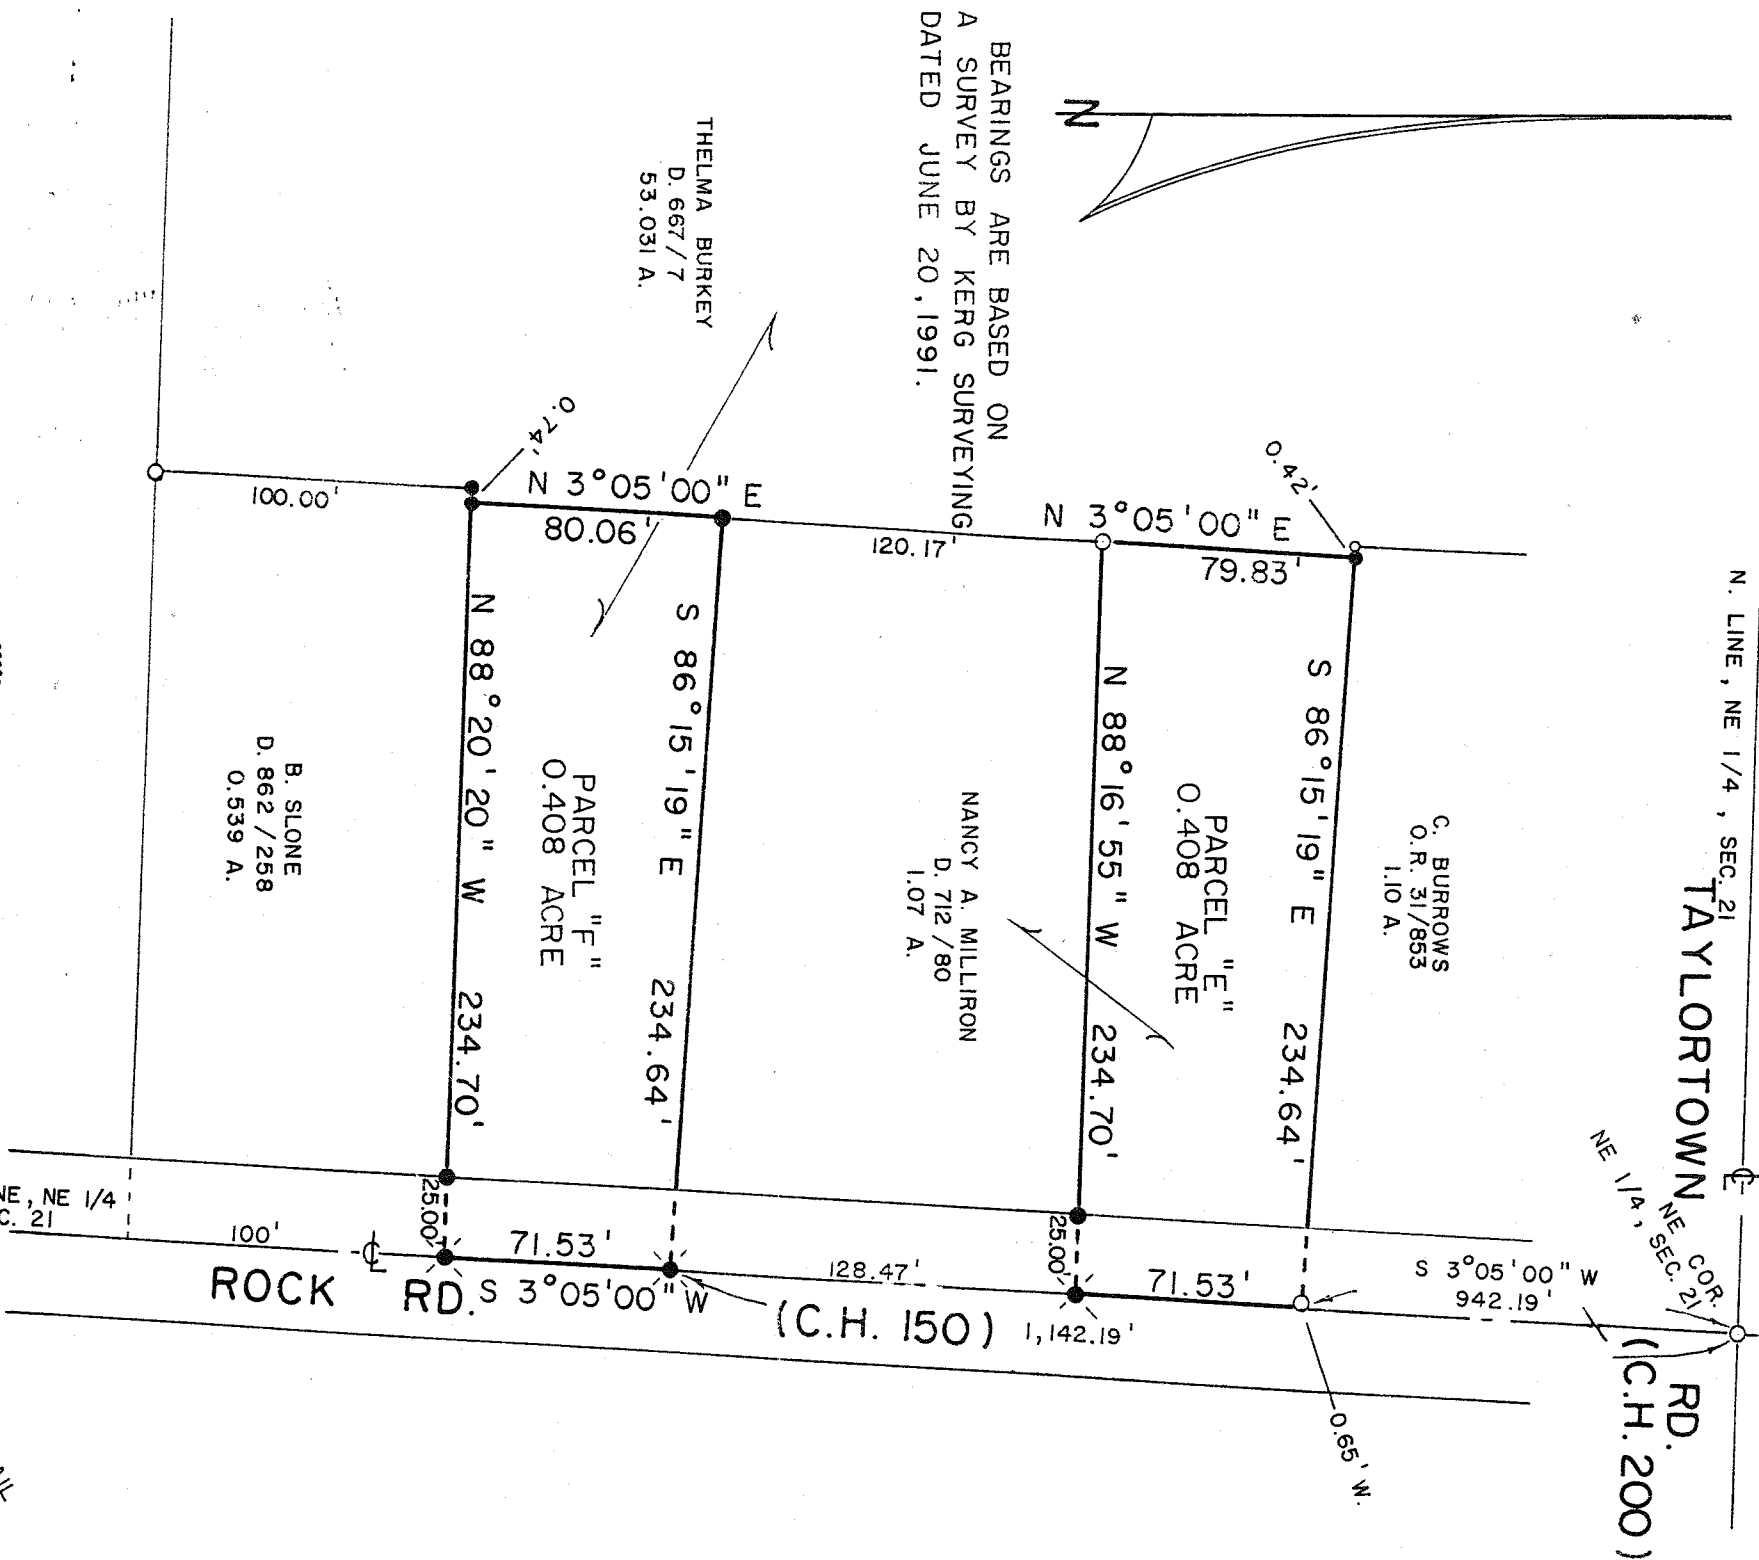 BEARINGS ARE BASED ON
A SURVEY BY KERG SURVEYING
DATED JUNE 20, 1991.
N
N. LINE, NE 1/4, SEC. 21
TAYLORTOWN RD.
(C.H. 200)
NE COR.
NE 1/4, SEC. 21
C. BURROWS
O.R. 31/853
1.10 A.
0.42'
S 86°15'19" E 234.64'
N 3°05'00" E
79.83'
PARCEL "E"
0.408 ACRE
N 88°16'55" W 234.70'
25.00'
71.53'
S 3°05'00" W
942.19'
0.65' W.
1,142.19'
120.17'
NANCY A. MILLIRON
D. 712/80
1.07 A.
128.47'
(C.H. 150)
THELMA BURKEY
D. 667/7
53.031 A.
S 86°15'19" E 234.64'
N 3°05'00" E
80.06'
PARCEL "F"
0.408 ACRE
N 88°20'20" W 234.70'
25.00'
71.53'
S 3°05'00" W
0.74'
100.00'
B. SLONE
D. 862/258
0.539 A.
100'
℄
℄
ROCK RD.
NE, NE 1/4
C. 21